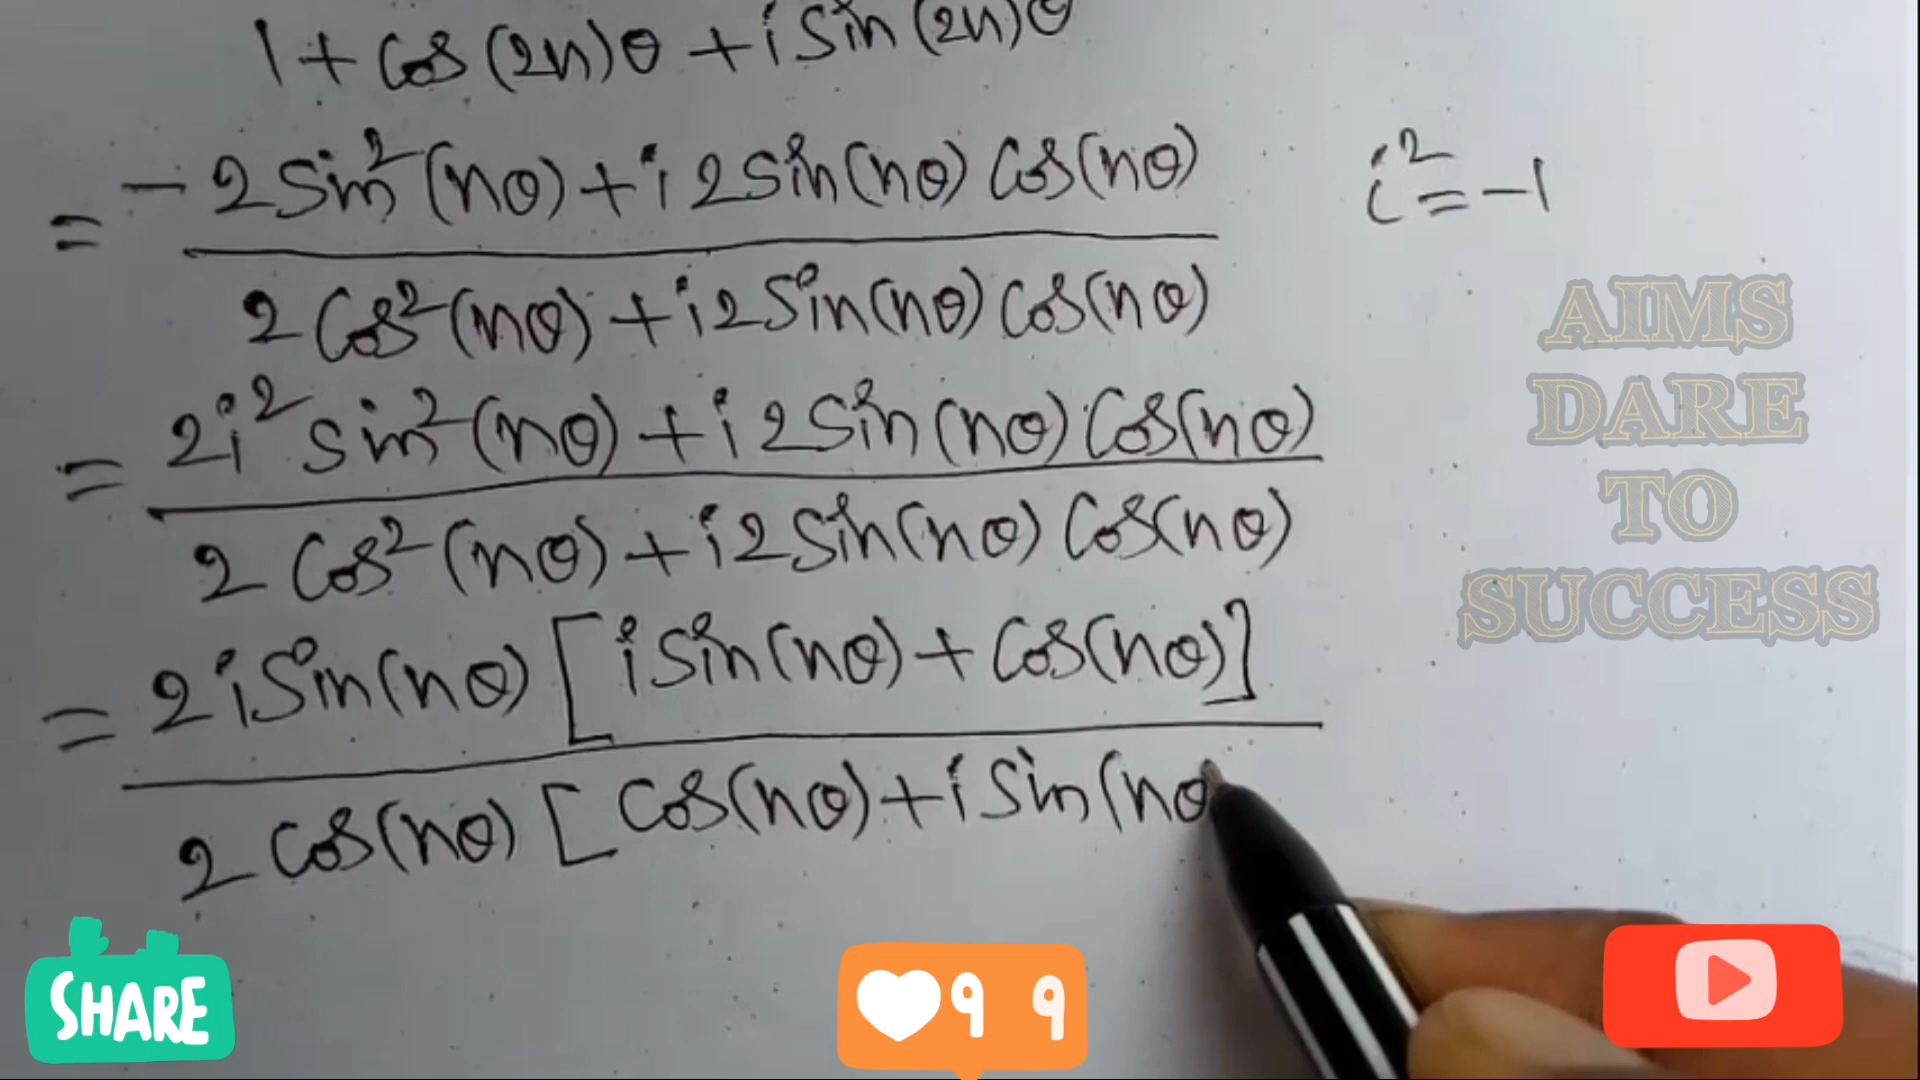 1 + Cos (2n)θ + i Sin (2n)θ
= - 2 Sin² (nθ) + i 2 Sin (nθ) Cos (nθ)
i² = -1
2 Cos² (nθ) + i 2 Sin (nθ) Cos (nθ)
= 2i² Sin² (nθ) + i 2 Sin (nθ) Cos (nθ)
2 Cos² (nθ) + i 2 Sin (nθ) Cos (nθ)
= 2 i Sin (nθ) [ i Sin (nθ) + Cos (nθ) ]
2 Cos (nθ) [ Cos (nθ) + i Sin (nθ
AIMS
DARE
TO
SUCCESS
SHARE
9 9